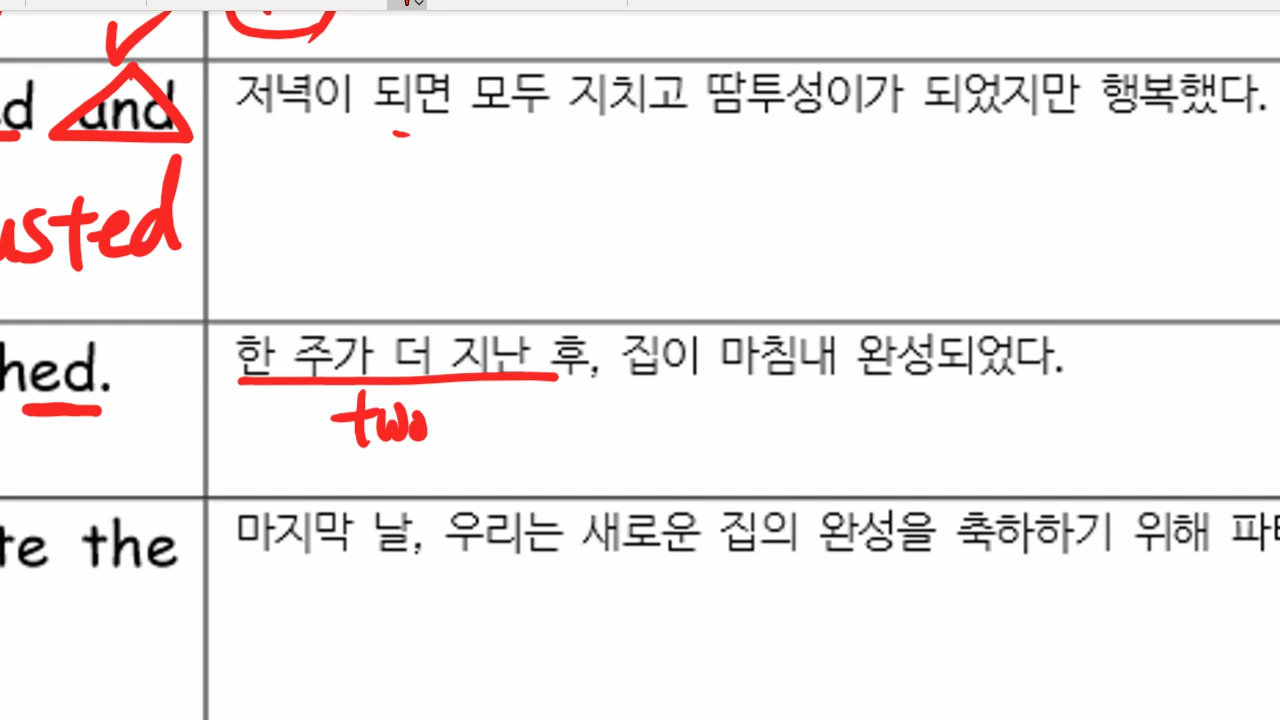 and
저녁이 되면 모두 지치고 땀투성이가 되었지만 행복했다.
한 주가 더 지난 후, 집이 마침내 완성되었다.
two
the
마지막 날, 우리는 새로운 집의 완성을 축하하기 위해